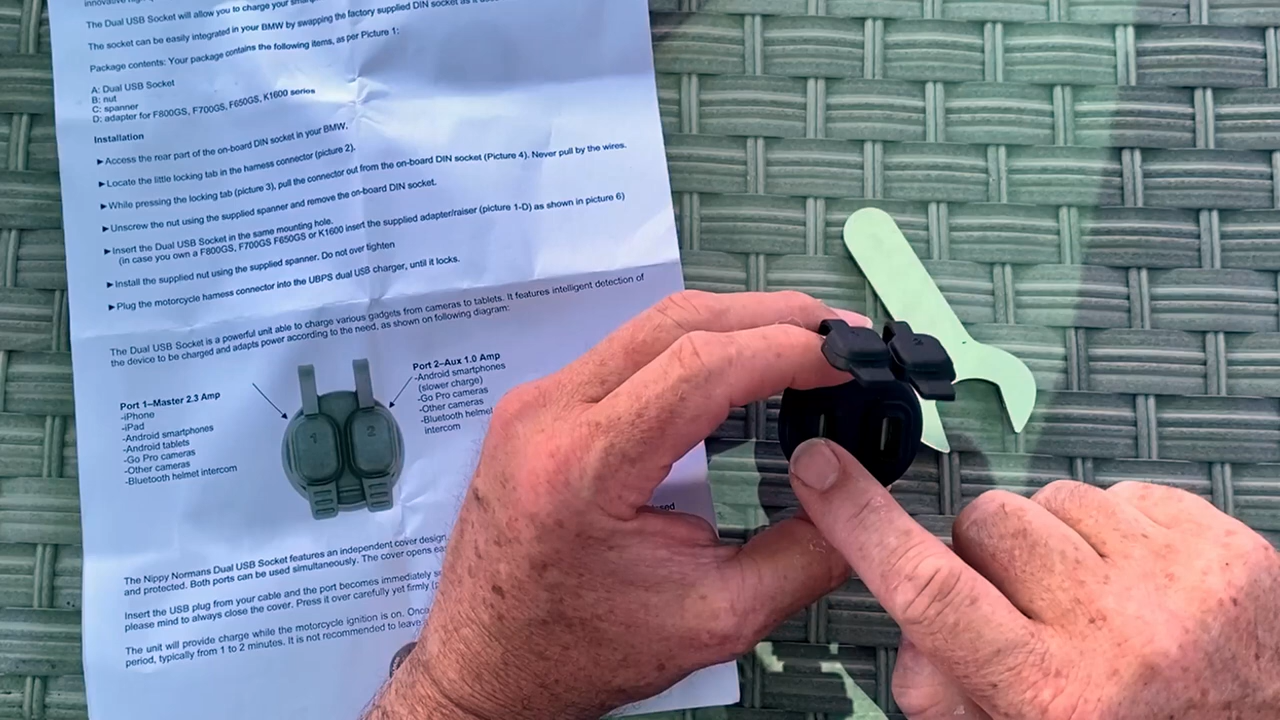 The Dual USB Socket will allow you to charge your
The socket can be easily integrated in your BMW by swapping the factory supplied DIN socket as it
Package contents: Your package contains the following items, as per Picture 1:
A: Dual USB Socket
B: nut
C: spanner
D: adapter for F800GS, F700GS, F650GS, K1600 series
Installation
►Access the rear part of the on-board DIN socket in your BMW.
►Locate the little locking tab in the harness connector (picture 2).
►While pressing the locking tab (picture 3), pull the connector out from the on-board DIN socket (Picture 4). Never pull by the wires.
►Unscrew the nut using the supplied spanner and remove the on-board DIN socket.
►Insert the Dual USB Socket in the same mounting hole.
(in case you own a F800GS, F700GS F650GS or K1600 insert the supplied adapter/raiser (picture 1-D) as shown in picture 6)
►Install the supplied nut using the supplied spanner. Do not over tighten
►Plug the motorcycle harness connector into the UBPS dual USB charger, until it locks.
The Dual USB Socket is a powerful unit able to charge various gadgets from cameras to tablets. It features intelligent detection of
the device to be charged and adapts power according to the need, as shown on following diagram:
Port 1–Master 2.3 Amp
-iPhone
-iPad
-Android smartphones
-Android tablets
-Go Pro cameras
-Other cameras
-Bluetooth helmet intercom
1
2
Port 2–Aux 1.0 Amp
-Android smartphones
(slower charge)
-Go Pro cameras
-Other cameras
-Bluetooth helmet
intercom
The Nippy Normans Dual USB Socket features an independent cover design
and protected. Both ports can be used simultaneously. The cover opens
Insert the USB plug from your cable and the port becomes immediately
please mind to always close the cover. Press it over carefully yet firmly
The unit will provide charge while the motorcycle ignition is on.
period, typically from 1 to 2 minutes. It is not recommended to leave